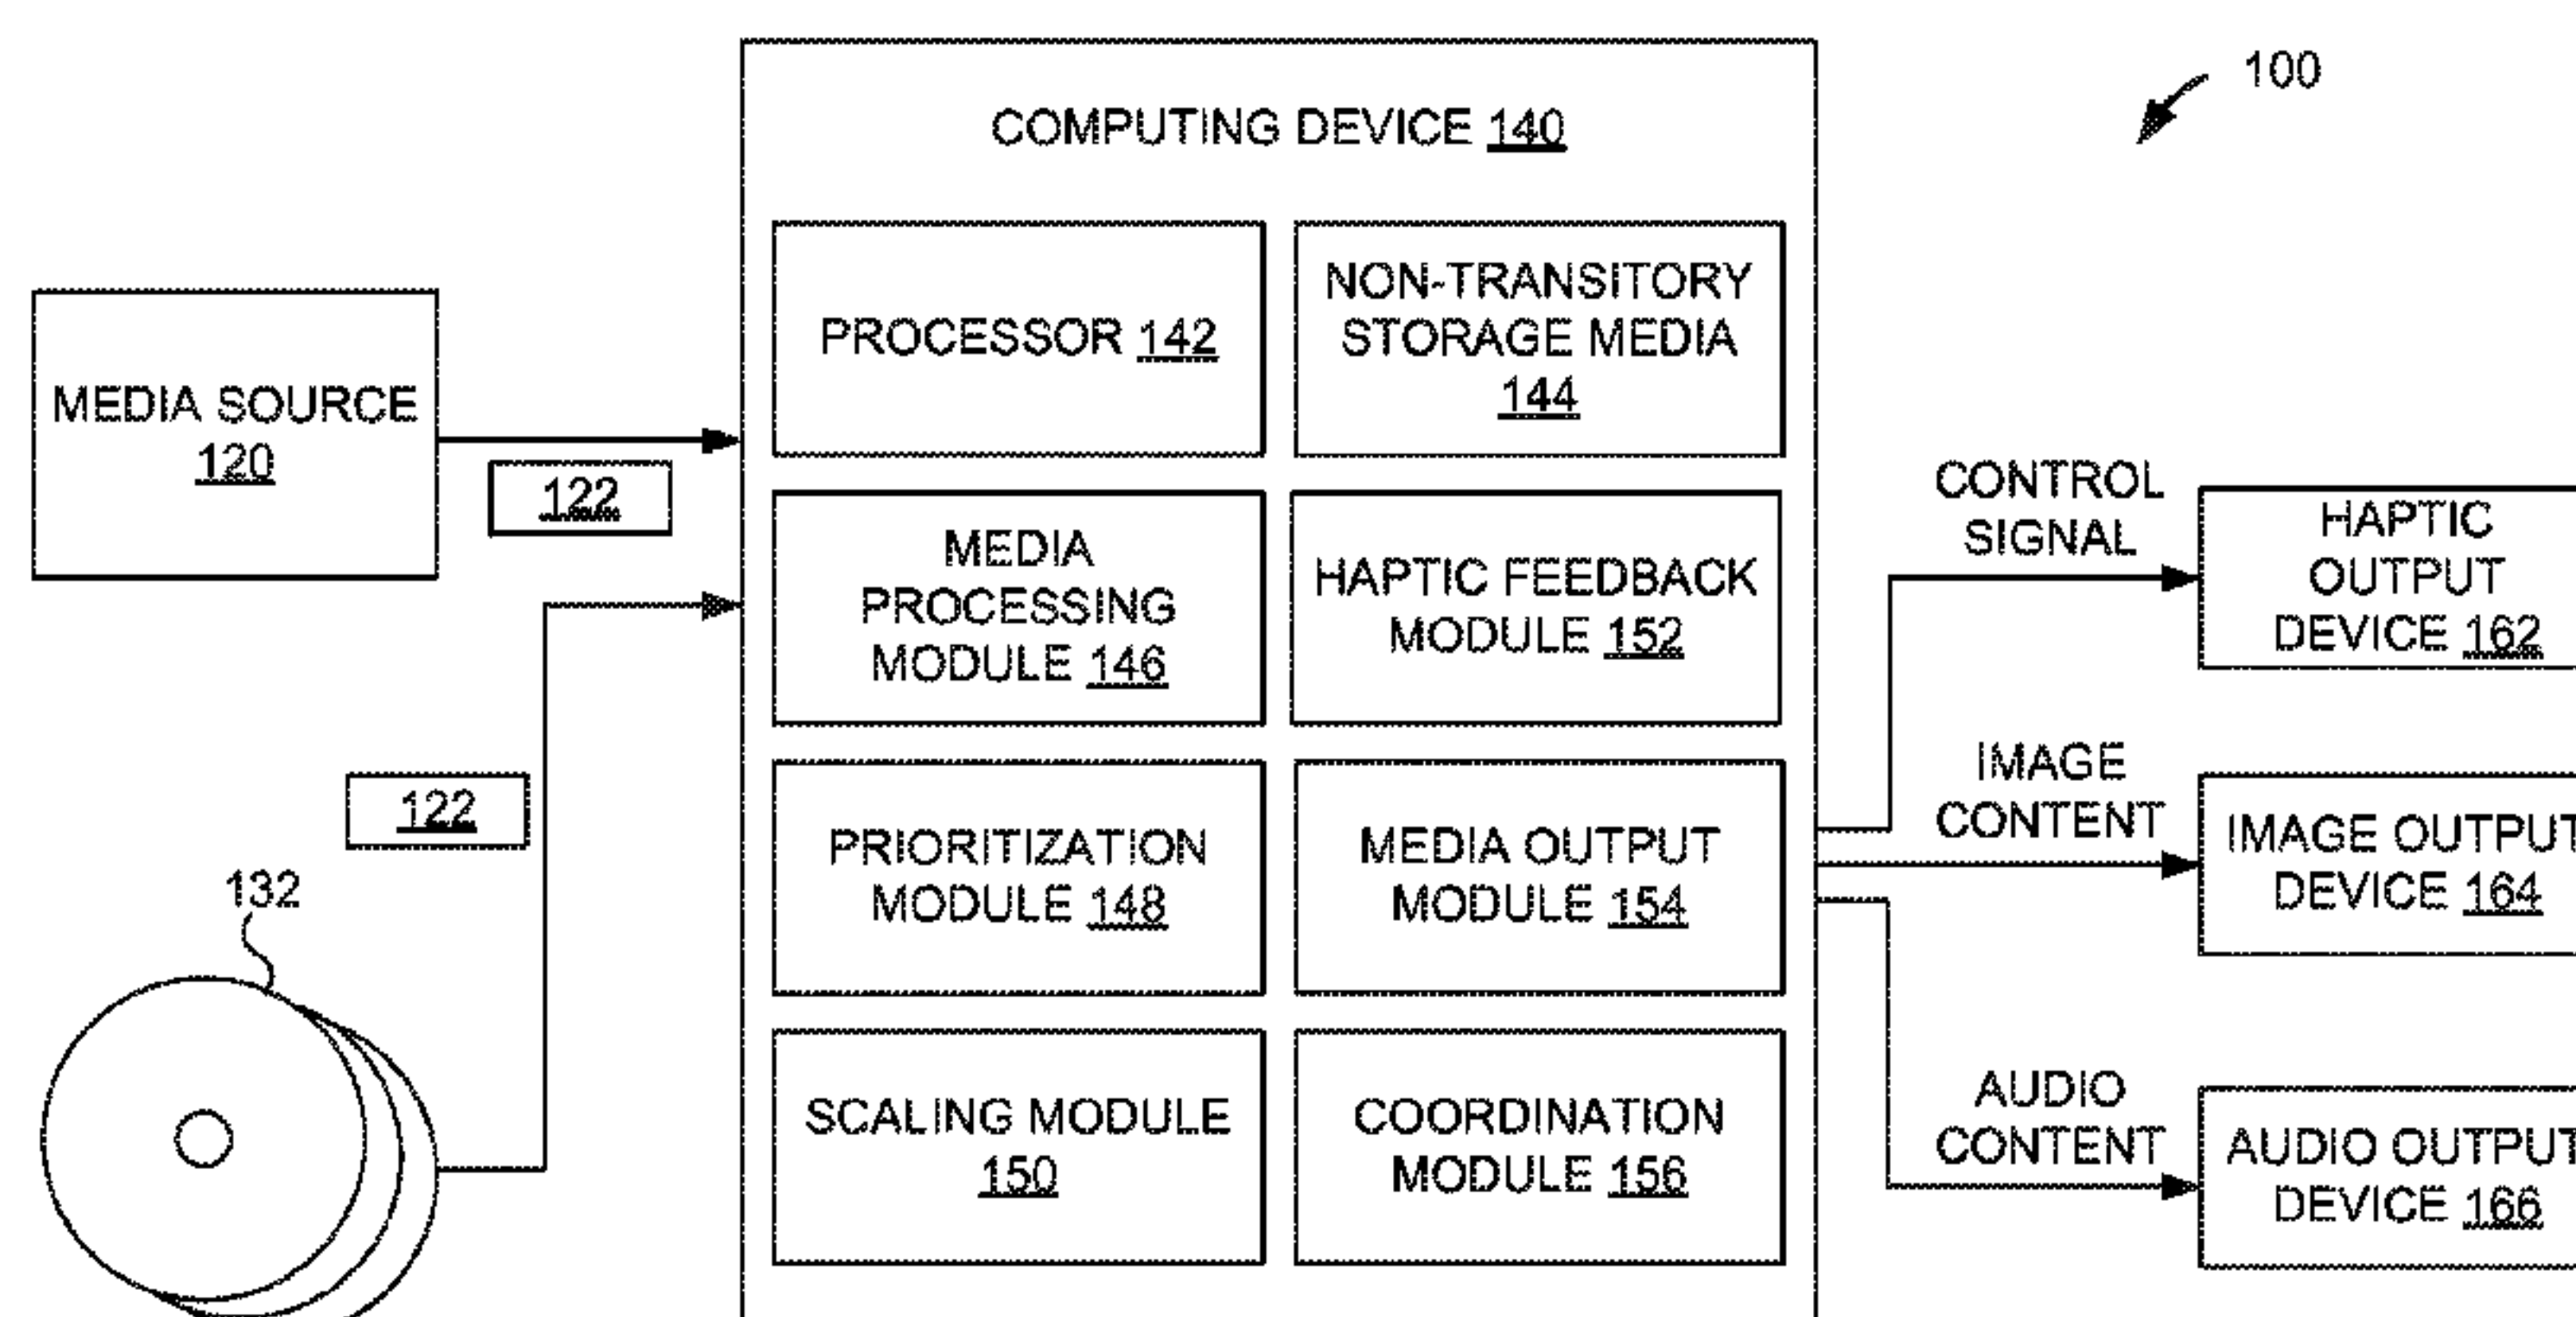 100
COMPUTING DEVICE 140
PROCESSOR 142
NON-TRANSITORY
STORAGE MEDIA
144
MEDIA SOURCE
120
122
MEDIA
PROCESSING
MODULE 146
HAPTIC FEEDBACK
MODULE 152
CONTROL
SIGNAL
HAPTIC
OUTPUT
DEVICE 162
122
PRIORITIZATION
MODULE 148
MEDIA OUTPUT
MODULE 154
IMAGE
CONTENT
IMAGE OUTPUT
DEVICE 164
132
SCALING MODULE
150
COORDINATION
MODULE 156
AUDIO
CONTENT
AUDIO OUTPUT
DEVICE 166